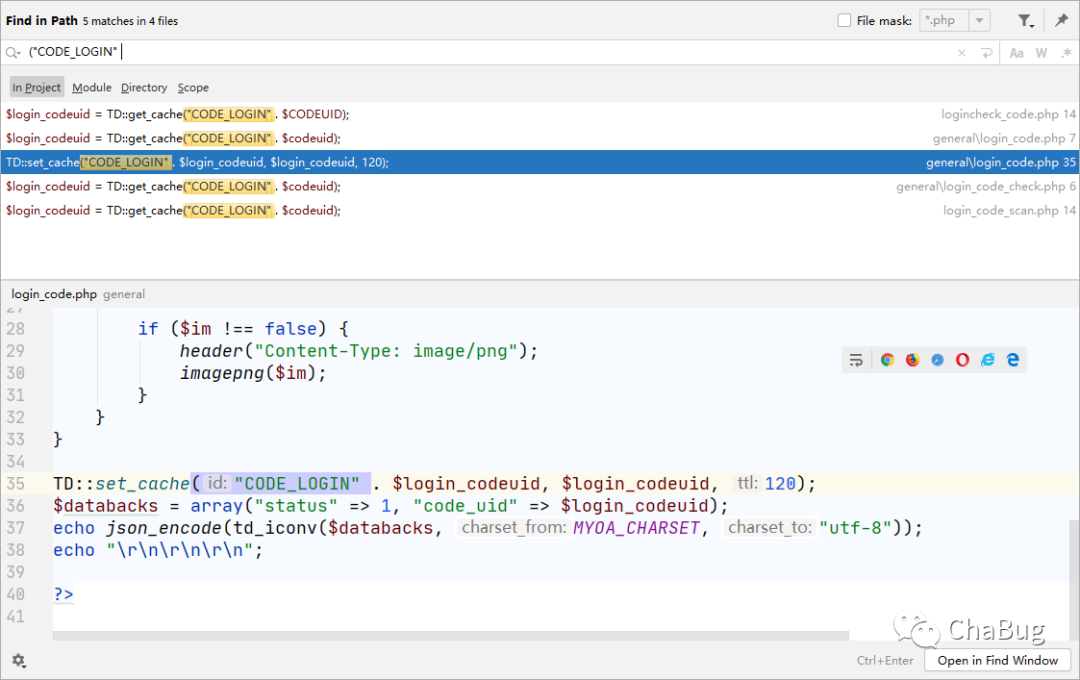 Find in Path 5 matches in 4 files File mask: *.php
("CODE_LOGIN" Aa W .*
In Project Module Directory Scope
$login_codeuid = TD::get_cache("CODE_LOGIN" . $CODEUID); logincheck_code.php 14
$login_codeuid = TD::get_cache("CODE_LOGIN" . $codeuid); general\login_code.php 7
TD::set_cache("CODE_LOGIN" . $login_codeuid, $login_codeuid, 120); general\login_code.php 35
$login_codeuid = TD::get_cache("CODE_LOGIN" . $codeuid); general\login_code_check.php 6
$login_codeuid = TD::get_cache("CODE_LOGIN" . $codeuid); login_code_scan.php 14
login_code.php general
27
28 if ($im !== false) {
29 header("Content-Type: image/png");
30 imagepng($im);
31 }
32 }
33 }
34
35 TD::set_cache( id: "CODE_LOGIN" . $login_codeuid, $login_codeuid, ttl: 120);
36 $databacks = array("status" => 1, "code_uid" => $login_codeuid);
37 echo json_encode(td_iconv($databacks, charset_from: MYOA_CHARSET, charset_to: "utf-8"));
38 echo "\r\n\r\n\r\n";
39
40 ?>
41
ChaBug
Ctrl+Enter Open in Find Window